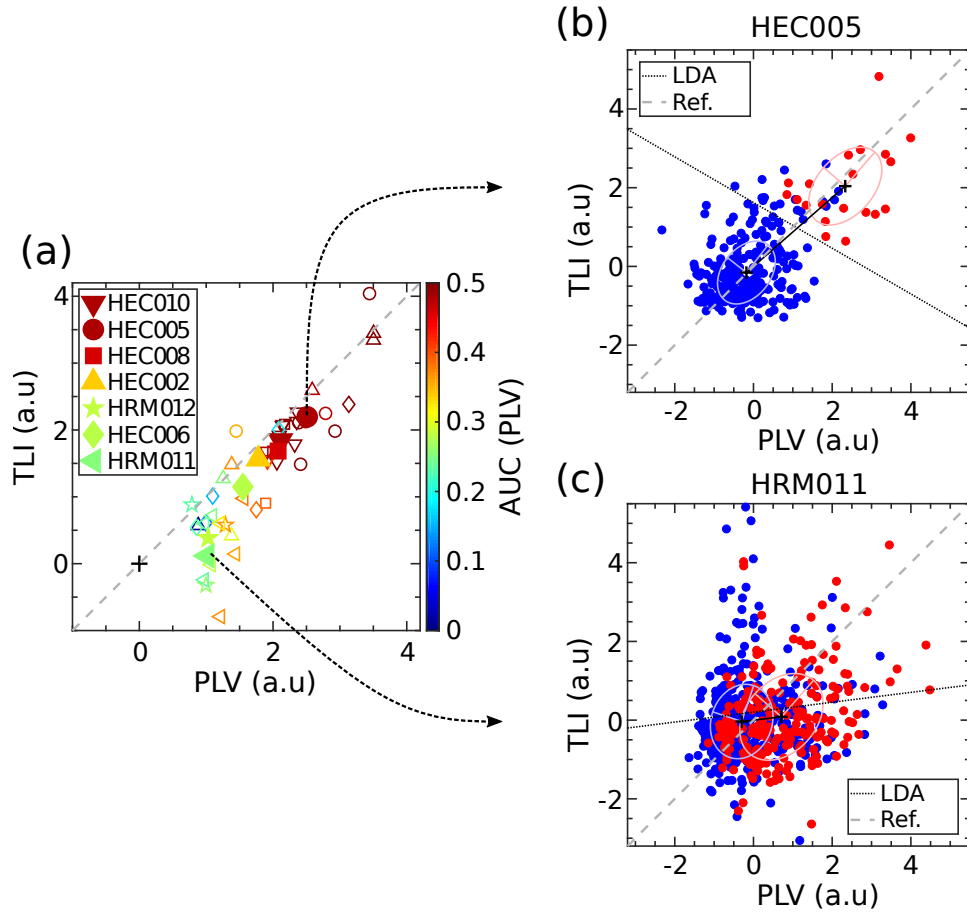 (a)
4
2
0
TLI (a.u)
HEC010
HEC005
HEC008
HEC002
HRM012
HEC006
HRM011
0
2
4
PLV (a.u)
0.5
0.4
0.3
0.2
0.1
0
AUC (PLV)
(b)
HEC005
LDA
Ref.
4
2
0
-2
TLI (a.u)
-2
0
2
4
PLV (a.u)
(c)
HRM011
4
2
0
-2
TLI (a.u)
LDA
Ref.
-2
0
2
4
PLV (a.u)